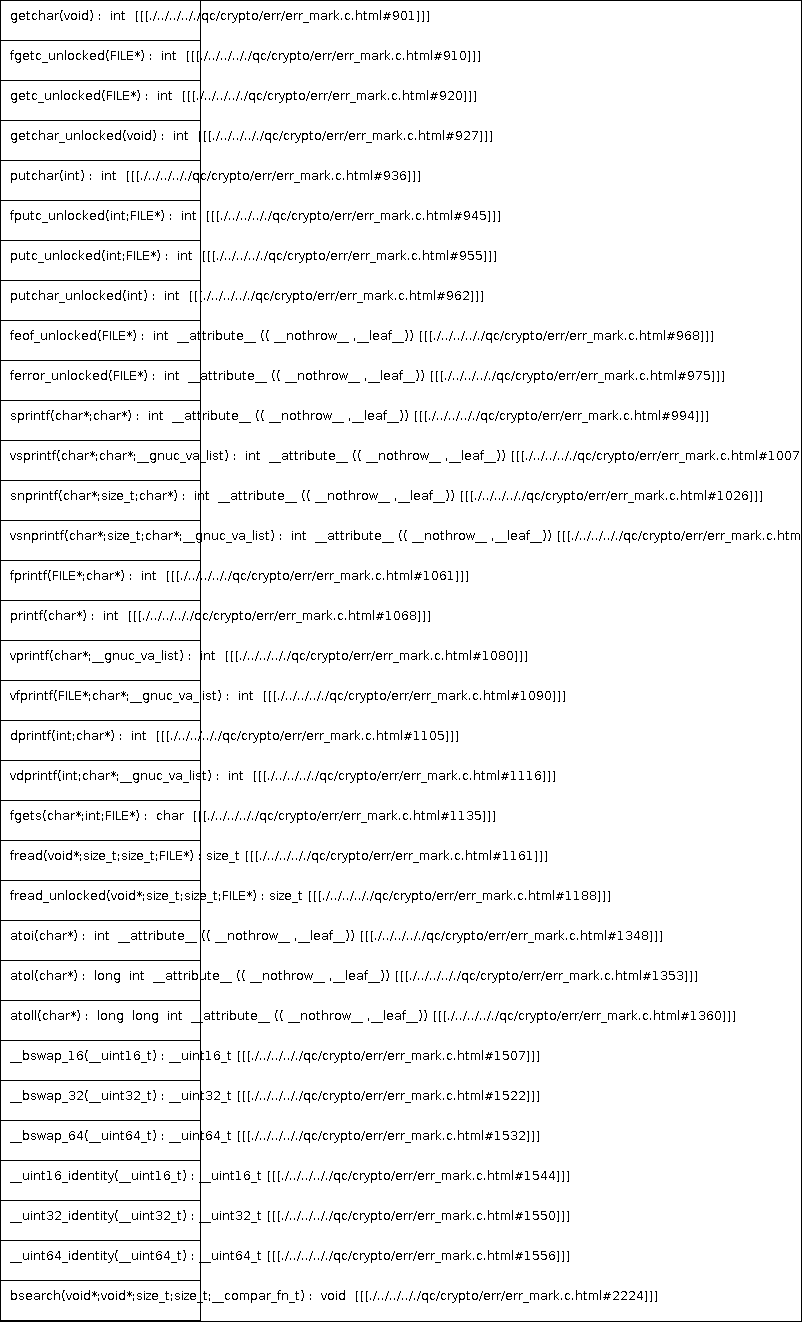 getchar(void) : int [[[./../../../qc/crypto/err/err_mark.c.html#901]]]
fgetc_unlocked(FILE*) : int [[[./../../../qc/crypto/err/err_mark.c.html#910]]]
getc_unlocked(FILE*) : int [[[./../../../qc/crypto/err/err_mark.c.html#920]]]
getchar_unlocked(void) : int [[[./../../../qc/crypto/err/err_mark.c.html#927]]]
putchar(int) : int [[[./../../../qc/crypto/err/err_mark.c.html#936]]]
fputc_unlocked(int;FILE*) : int [[[./../../../qc/crypto/err/err_mark.c.html#945]]]
putc_unlocked(int;FILE*) : int [[[./../../../qc/crypto/err/err_mark.c.html#955]]]
putchar_unlocked(int) : int [[[./../../../qc/crypto/err/err_mark.c.html#962]]]
feof_unlocked(FILE*) : int __attribute__ (( __nothrow__ ,__leaf__)) [[[./../../../qc/crypto/err/err_mark.c.html#968]]]
ferror_unlocked(FILE*) : int __attribute__ (( __nothrow__ ,__leaf__)) [[[./../../../qc/crypto/err/err_mark.c.html#975]]]
sprintf(char*;char*) : int __attribute__ (( __nothrow__ ,__leaf__)) [[[./../../../qc/crypto/err/err_mark.c.html#994]]]
vsprintf(char*;char*;__gnuc_va_list) : int __attribute__ (( __nothrow__ ,__leaf__)) [[[./../../../qc/crypto/err/err_mark.c.html#1007
snprintf(char*;size_t;char*) : int __attribute__ (( __nothrow__ ,__leaf__)) [[[./../../../qc/crypto/err/err_mark.c.html#1026]]]
vsnprintf(char*;size_t;char*;__gnuc_va_list) : int __attribute__ (( __nothrow__ ,__leaf__)) [[[./../../../qc/crypto/err/err_mark.c.htm
fprintf(FILE*;char*) : int [[[./../../../qc/crypto/err/err_mark.c.html#1061]]]
printf(char*) : int [[[./../../../qc/crypto/err/err_mark.c.html#1068]]]
vprintf(char*;__gnuc_va_list) : int [[[./../../../qc/crypto/err/err_mark.c.html#1080]]]
vfprintf(FILE*;char*;__gnuc_va_list) : int [[[./../../../qc/crypto/err/err_mark.c.html#1090]]]
dprintf(int;char*) : int [[[./../../../qc/crypto/err/err_mark.c.html#1105]]]
vdprintf(int;char*;__gnuc_va_list) : int [[[./../../../qc/crypto/err/err_mark.c.html#1116]]]
fgets(char*;int;FILE*) : char [[[./../../../qc/crypto/err/err_mark.c.html#1135]]]
fread(void*;size_t;size_t;FILE*) : size_t [[[./../../../qc/crypto/err/err_mark.c.html#1161]]]
fread_unlocked(void*;size_t;size_t;FILE*) : size_t [[[./../../../qc/crypto/err/err_mark.c.html#1188]]]
atoi(char*) : int __attribute__ (( __nothrow__ ,__leaf__)) [[[./../../../qc/crypto/err/err_mark.c.html#1348]]]
atol(char*) : long int __attribute__ (( __nothrow__ ,__leaf__)) [[[./../../../qc/crypto/err/err_mark.c.html#1353]]]
atoll(char*) : long long int __attribute__ (( __nothrow__ ,__leaf__)) [[[./../../../qc/crypto/err/err_mark.c.html#1360]]]
__bswap_16(__uint16_t) : __uint16_t [[[./../../../qc/crypto/err/err_mark.c.html#1507]]]
__bswap_32(__uint32_t) : __uint32_t [[[./../../../qc/crypto/err/err_mark.c.html#1522]]]
__bswap_64(__uint64_t) : __uint64_t [[[./../../../qc/crypto/err/err_mark.c.html#1532]]]
__uint16_identity(__uint16_t) : __uint16_t [[[./../../../qc/crypto/err/err_mark.c.html#1544]]]
__uint32_identity(__uint32_t) : __uint32_t [[[./../../../qc/crypto/err/err_mark.c.html#1550]]]
__uint64_identity(__uint64_t) : __uint64_t [[[./../../../qc/crypto/err/err_mark.c.html#1556]]]
bsearch(void*;void*;size_t;size_t;__compar_fn_t) : void [[[./../../../qc/crypto/err/err_mark.c.html#2224]]]